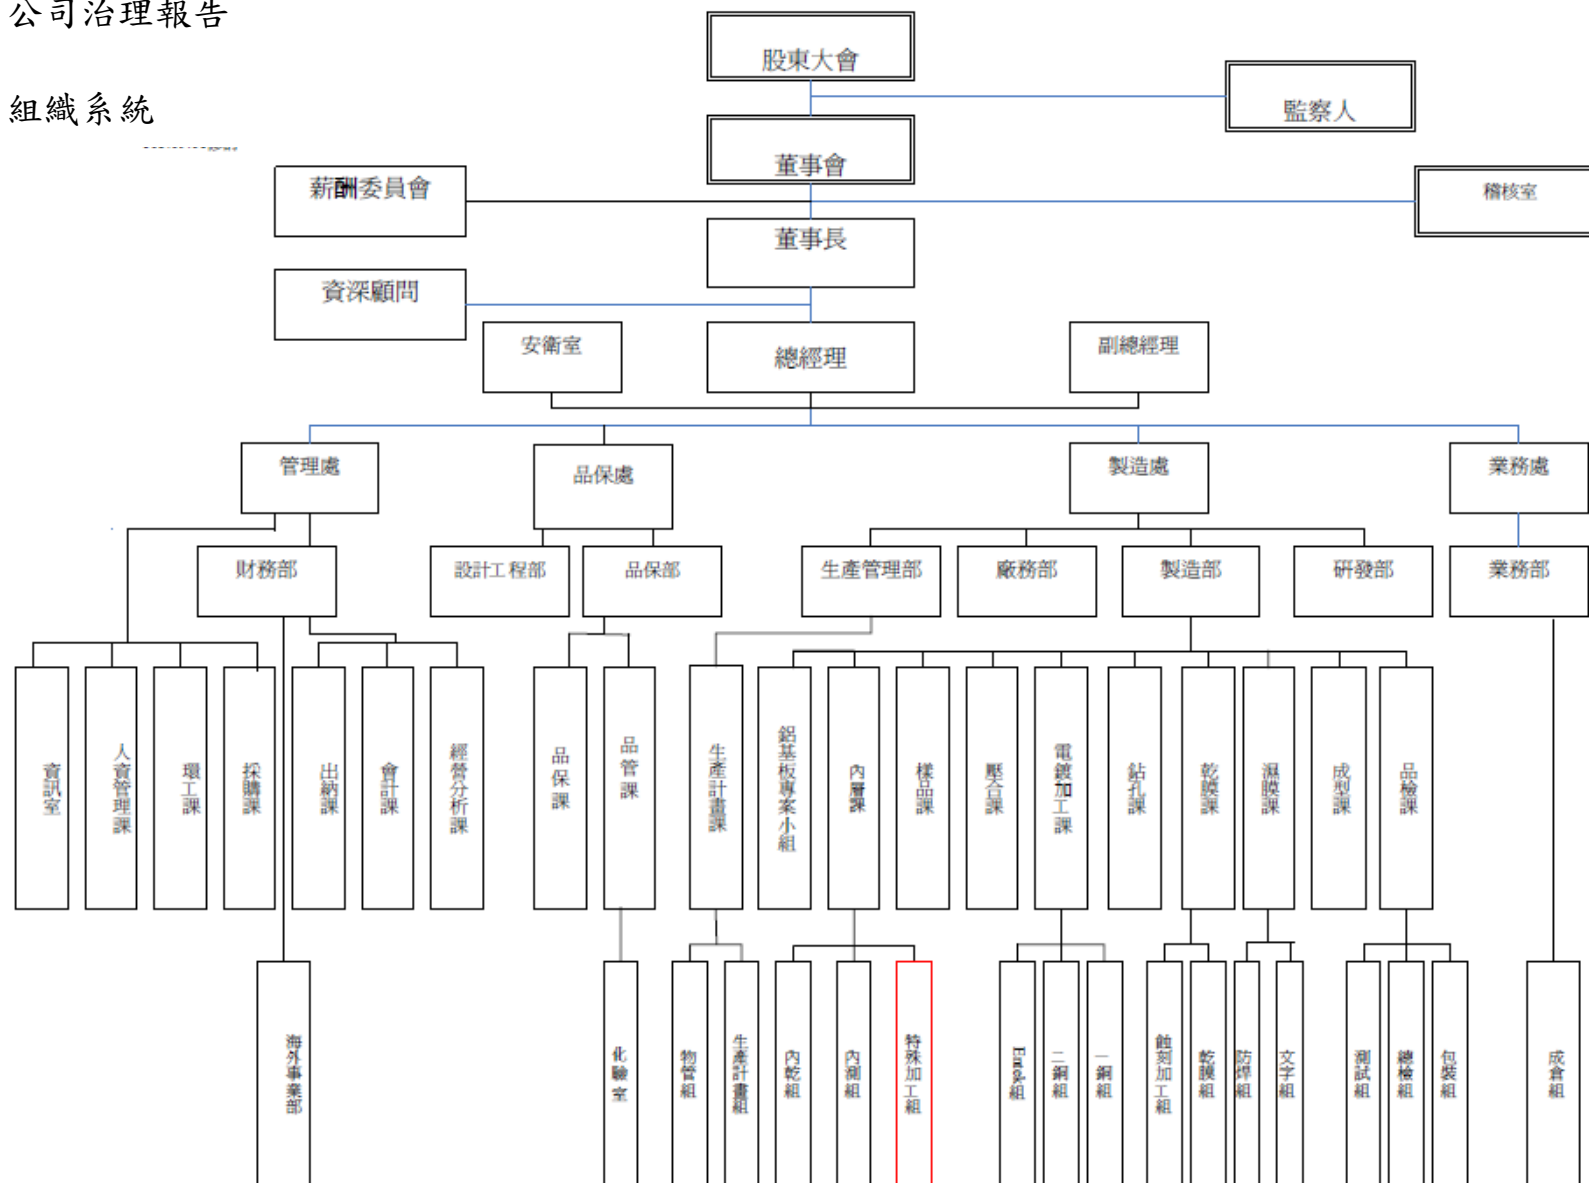 公司治理報告
股東大會
監察人
組織系統
董事會
薪酬委員會
稽核室
董事長
資深顧問
安衛室
總經理
副總經理
管理處
品保處
製造處
業務處
財務部
設計工程部
品保部
生產管理部
廠務部
製造部
研發部
業務部
資訊室
人資管理課
環工課
採購課
出納課
會計課
經營分析課
品保課
品管課
生產計畫課
鋁基板專案小組
內層課
樣品課
壓合課
電鍍加工課
鉆孔課
乾膜課
濕膜課
成型課
品檢課
海外事業部
化驗室
物管組
生產計畫組
內乾組
內測組
特殊加工組
二銅組
一銅組
蝕刻加工組
乾膜組
防焊組
文字組
測試組
總檢組
包裝組
成倉組